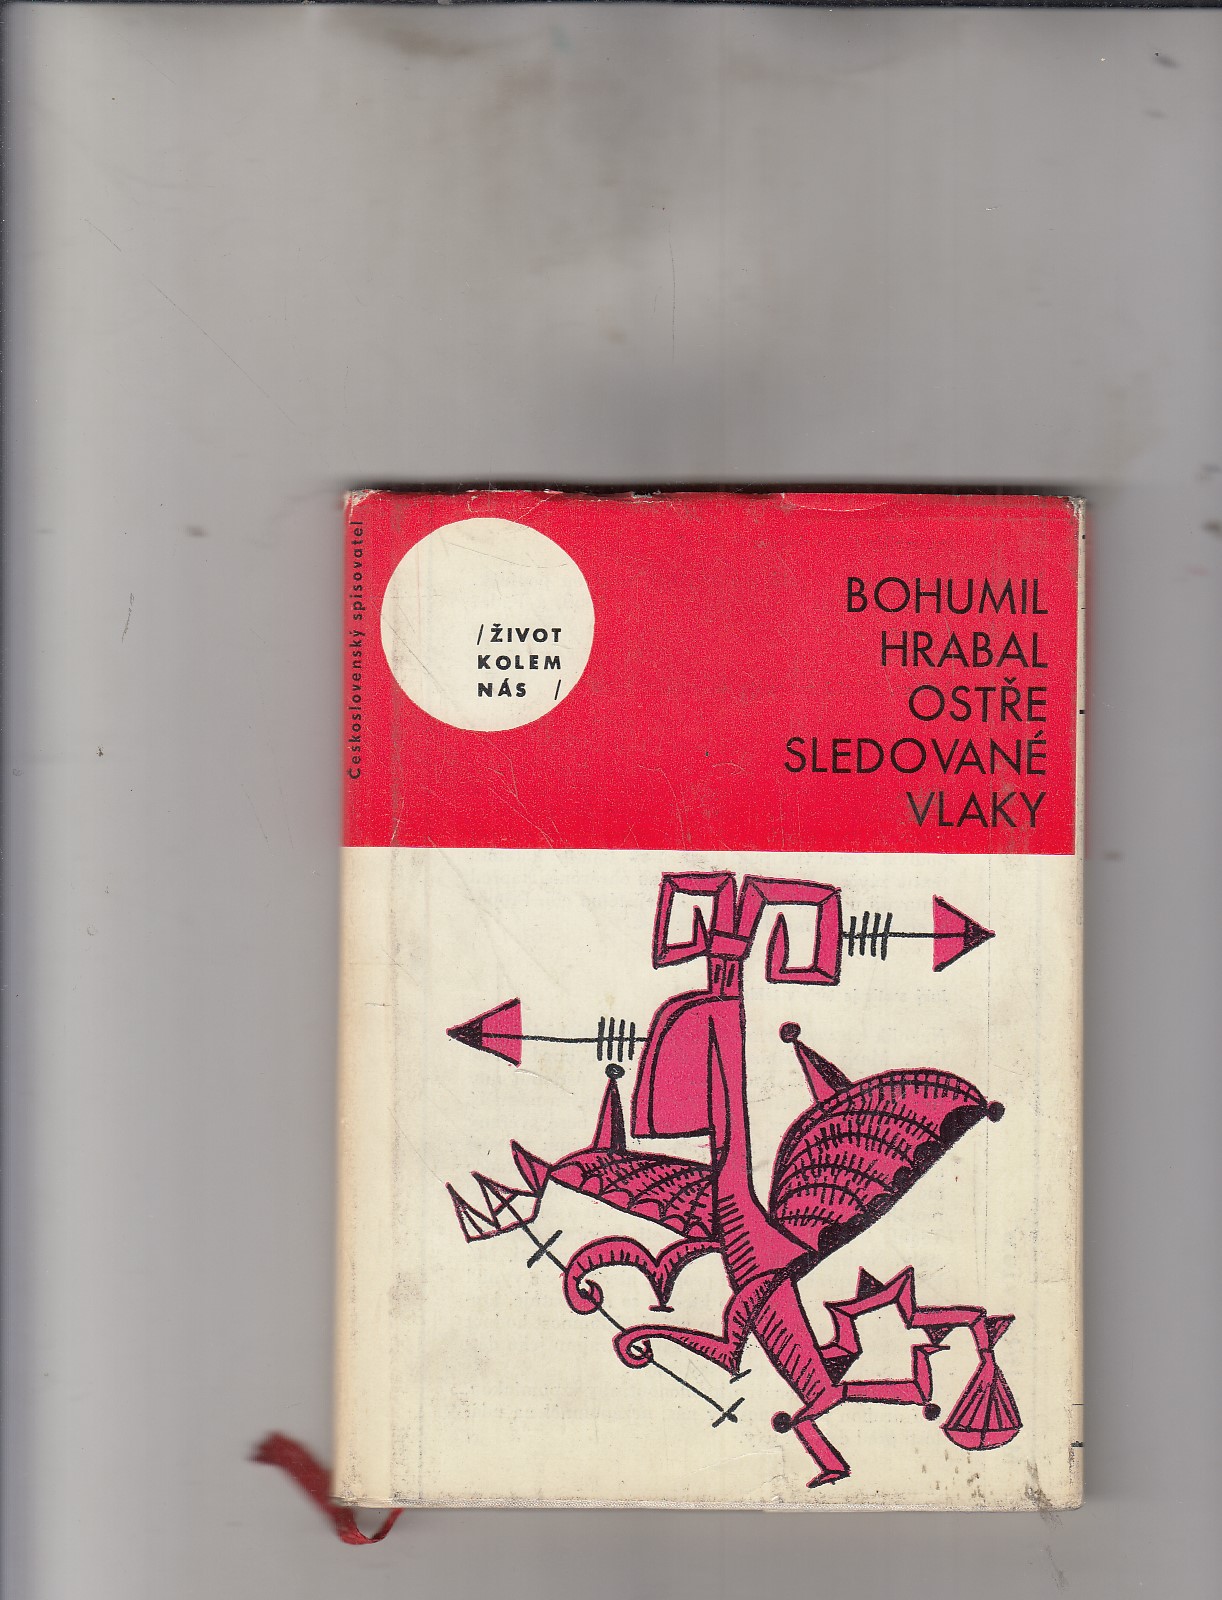 Československý spisovatel
/ŽIVOT
KOLEM
NÁS /
BOHUMIL
HRABAL
OSTŘE
SLEDOVANÉ
VLAKY